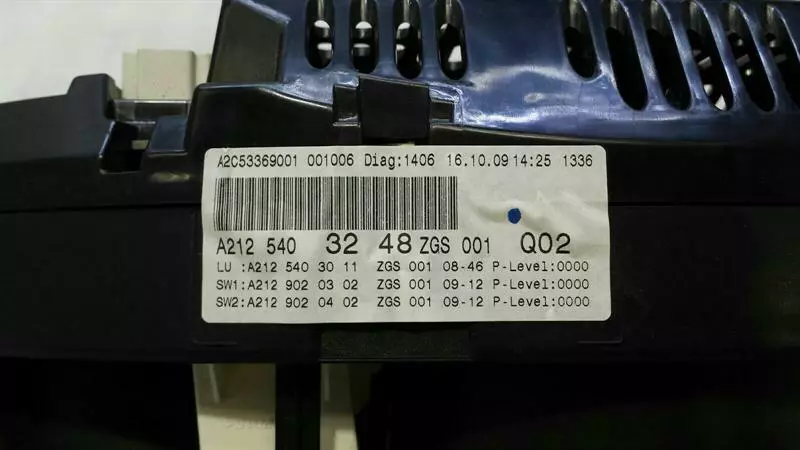 A2C53369001 001006 Diag:1406 16.10.09 14:25 1336
A212 540 32 48 ZGS 001 Q02
LU :A212 540 30 11 ZGS 001 08-46 P-Level:0000
SW1:A212 902 03 02 ZGS 001 09-12 P-Level:0000
SW2:A212 902 04 02 ZGS 001 09-12 P-Level:0000